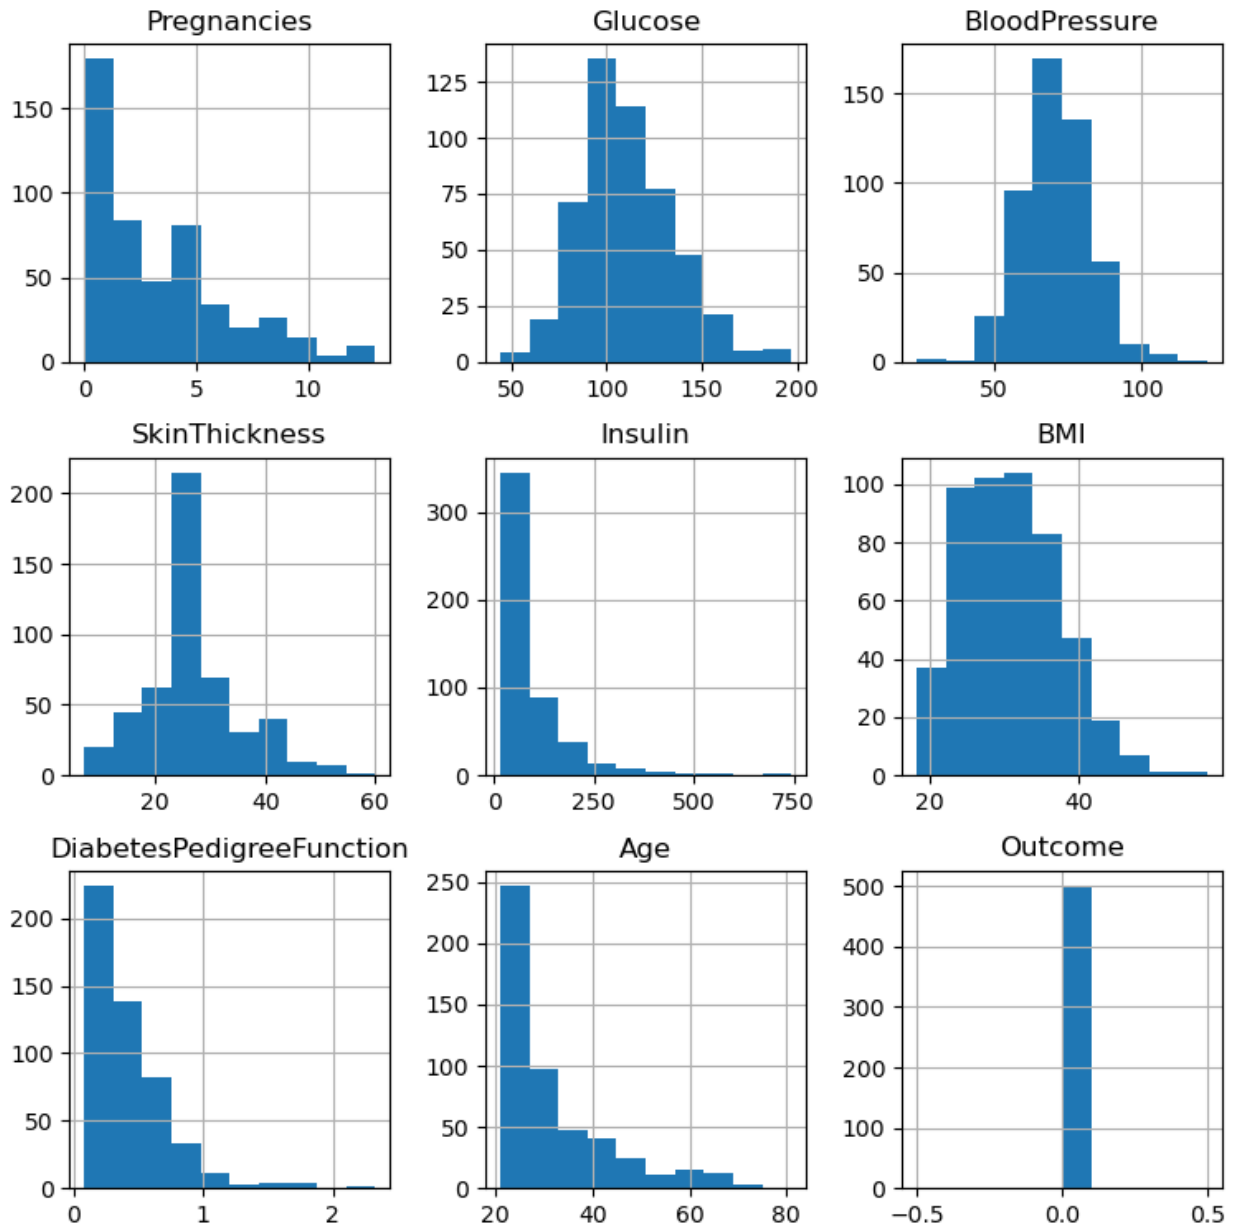 Pregnancies Glucose BloodPressure
150 100 50 0
0 5 10
125 100 75 50 25 0
50 100 150 200
150 100 50 0
50 100
SkinThickness Insulin BMI
200 150 100 50 0
20 40 60
300 200 100 0
0 250 500 750
100 80 60 40 20 0
20 40
DiabetesPedigreeFunction Age Outcome
200 150 100 50 0
0 1 2
250 200 150 100 50 0
20 40 60 80
500 400 300 200 100 0
−0.5 0.0 0.5